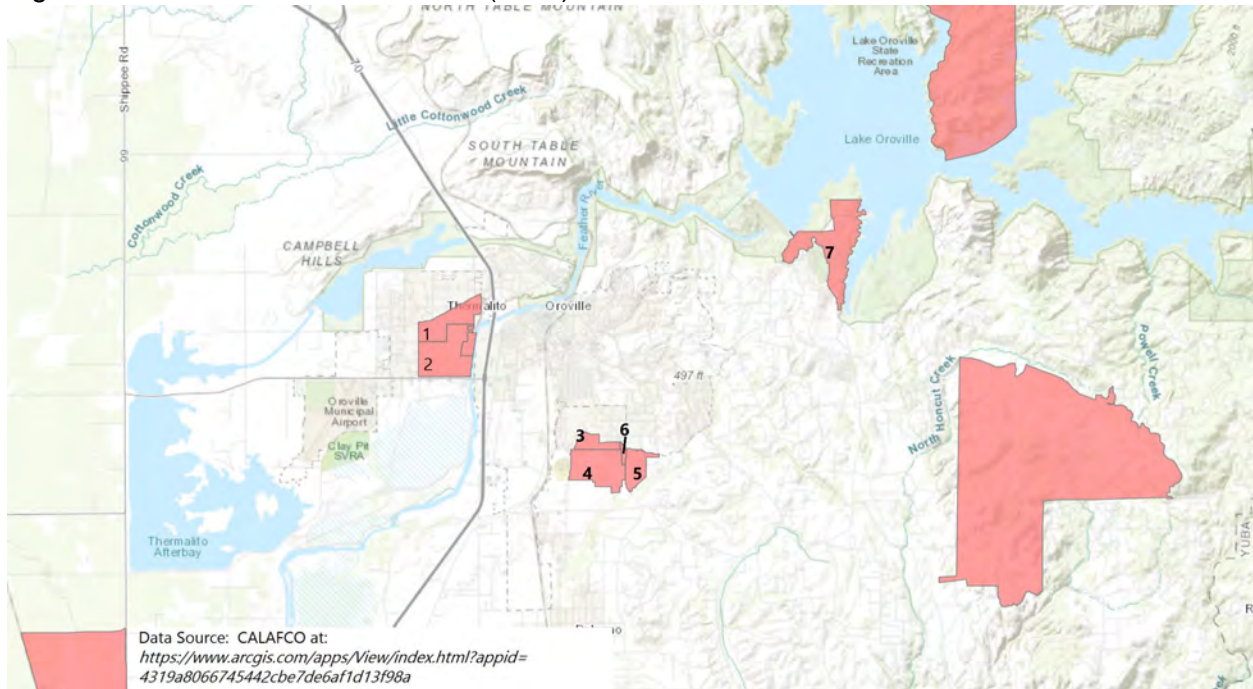 NORTH TABLE MOUNTAIN
Lake Oroville
State
Recreation
Area
2000 ft
Shippee Rd
70
Little Cottonwood Creek
99
Lake Oroville
SOUTH TABLE
MOUNTAIN
Cottonwood Creek
Feather River
CAMPBELL
HILLS
7
Thermalito
Oroville
1
2
Powell Creek
497 ft
North Honcut Creek
Oroville
Municipal
Airport
Clay Pit
SVRA
3
6
4
5
Thermalito
Afterbay
YUBA
R
Data Source: CALAFCO at:
https://www.arcgis.com/apps/View/index.html?appid=
4319a8066745442cbe7de6af1d13f98a